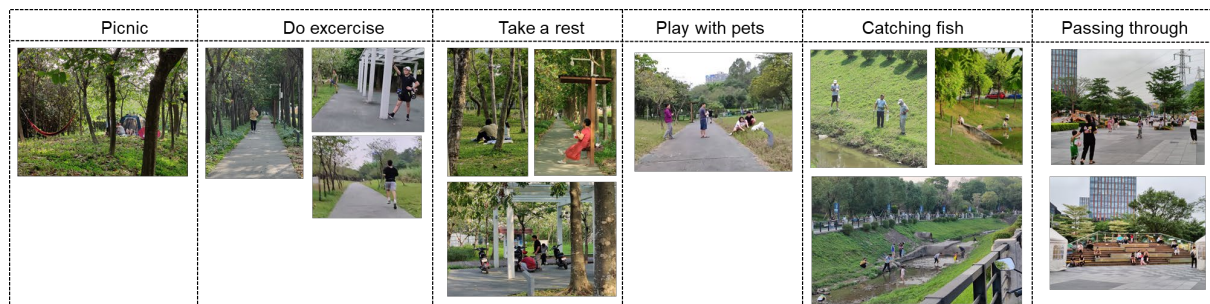 Picnic
Do excercise
Take a rest
Play with pets
Catching fish
Passing through